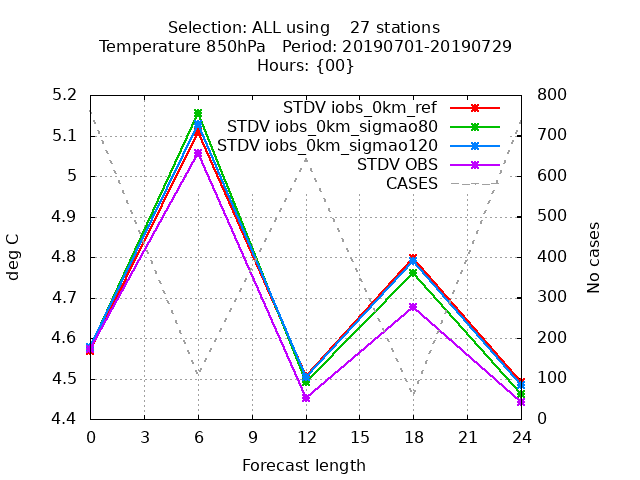 Selection: ALL using    27 stations
Temperature 850hPa   Period: 20190701-20190729
Hours: {00}
5.2
5.1
5
4.9
4.8
4.7
4.6
4.5
4.4
deg C
STDV iobs_0km_ref
STDV iobs_0km_sigmao80
STDV iobs_0km_sigmao120
STDV OBS
CASES
800
700
600
500
400
300
200
100
0
No cases
0 3 6 9 12 15 18 21 24
Forecast length